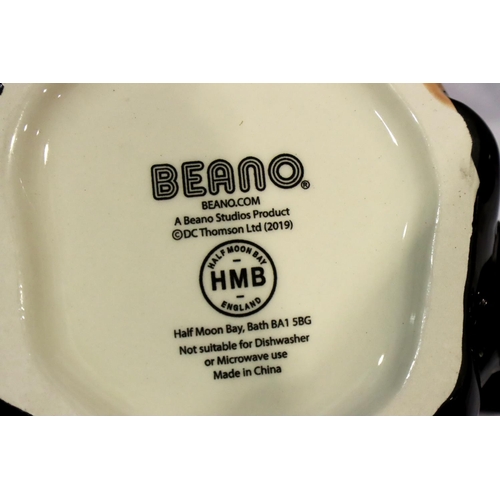 BEANO®
BEANO.COM
A Beano Studios Product
©DC Thomson Ltd (2019)
HALF MOON BAY
HMB
ENGLAND
Half Moon Bay, Bath BA1 5BG
Not suitable for Dishwasher
or Microwave use
Made in China